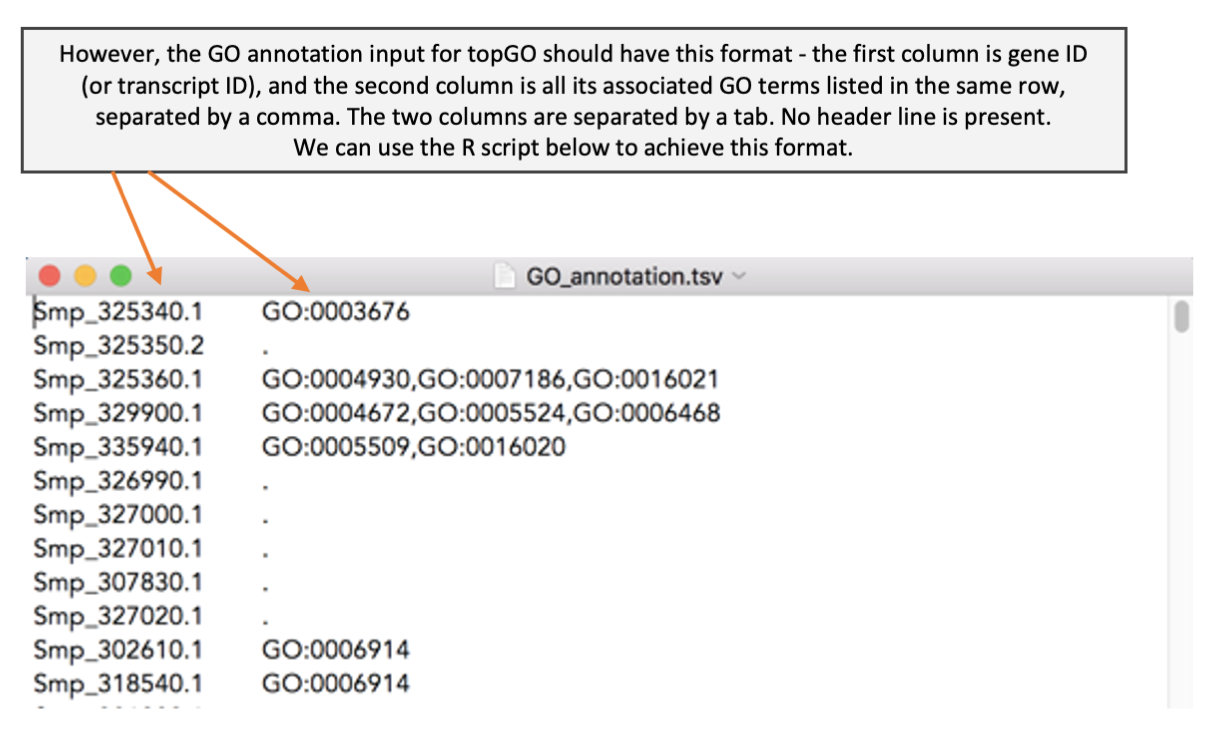 However, the GO annotation input for topGO should have this format - the first column is gene ID
(or transcript ID), and the second column is all its associated GO terms listed in the same row,
separated by a comma. The two columns are separated by a tab. No header line is present.
We can use the R script below to achieve this format.
GO_annotation.tsv
Smp_325340.1 GO:0003676
Smp_325350.2 .
Smp_325360.1 GO:0004930,GO:0007186,GO:0016021
Smp_329900.1 GO:0004672,GO:0005524,GO:0006468
Smp_335940.1 GO:0005509,GO:0016020
Smp_326990.1 .
Smp_327000.1 .
Smp_327010.1 .
Smp_307830.1 .
Smp_327020.1 .
Smp_302610.1 GO:0006914
Smp_318540.1 GO:0006914